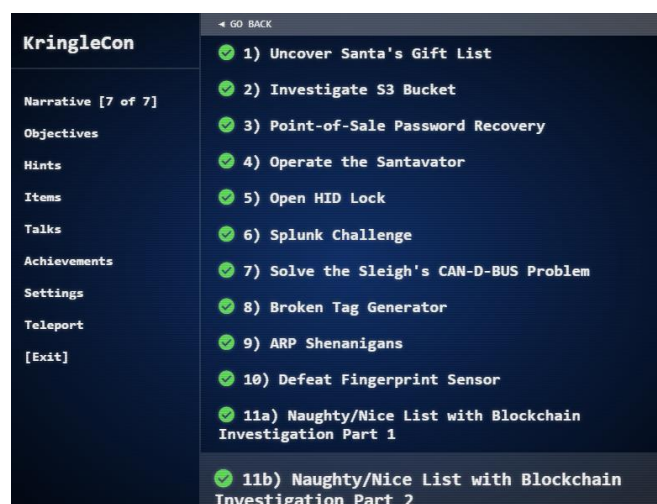 ◄ GO BACK
KringleCon
Narrative [7 of 7]
Objectives
Hints
Items
Talks
Achievements
Settings
Teleport
[Exit]
1) Uncover Santa's Gift List
2) Investigate S3 Bucket
3) Point-of-Sale Password Recovery
4) Operate the Santavator
5) Open HID Lock
6) Splunk Challenge
7) Solve the Sleigh's CAN-D-BUS Problem
8) Broken Tag Generator
9) ARP Shenanigans
10) Defeat Fingerprint Sensor
11a) Naughty/Nice List with Blockchain
Investigation Part 1
11b) Naughty/Nice List with Blockchain
Investigation Part 2